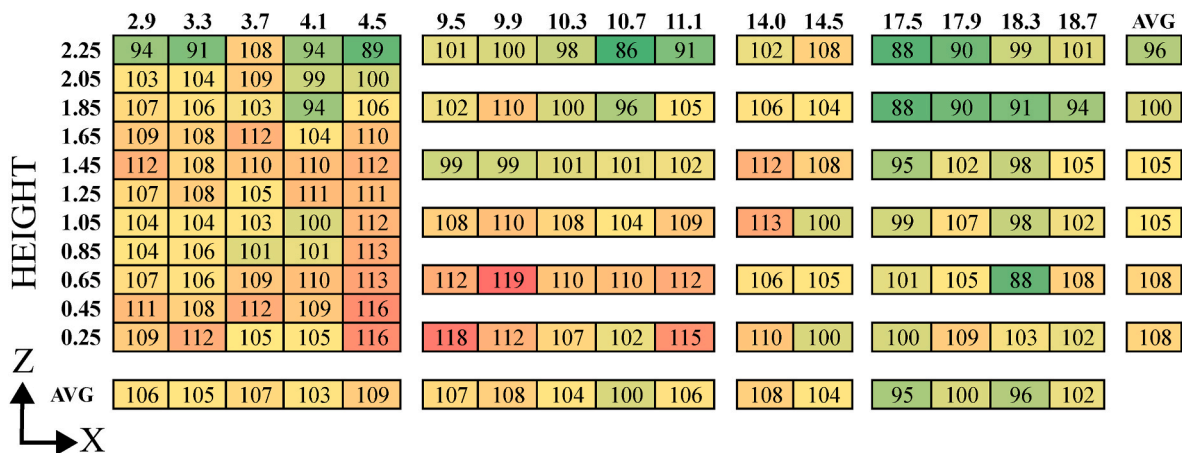 2.9 3.3 3.7 4.1 4.5 9.5 9.9 10.3 10.7 11.1 14.0 14.5 17.5 17.9 18.3 18.7 AVG
2.25 94 91 108 94 89 101 100 98 86 91 102 108 88 90 99 101 96
2.05 103 104 109 99 100
1.85 107 106 103 94 106 102 110 100 96 105 106 104 88 90 91 94 100
1.65 109 108 112 104 110
1.45 112 108 110 110 112 99 99 101 101 102 112 108 95 102 98 105 105
1.25 107 108 105 111 111
1.05 104 104 103 100 112 108 110 108 104 109 113 100 99 107 98 102 105
0.85 104 106 101 101 113
0.65 107 106 109 110 113 112 119 110 110 112 106 105 101 105 88 108 108
0.45 111 108 112 109 116
0.25 109 112 105 105 116 118 112 107 102 115 110 100 100 109 103 102 108
HEIGHT
AVG 106 105 107 103 109 107 108 104 100 106 108 104 95 100 96 102
Z
X